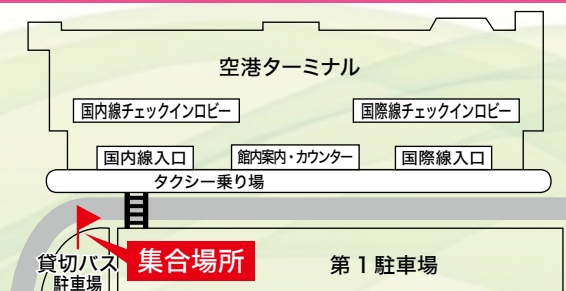 空港ターミナル
国内線チェックインロビー
国際線チェックインロビー
国内線入口
館内案内・カウンター
国際線入口
タクシー乗り場
集合場所
第1駐車場
貸切バス
駐車場